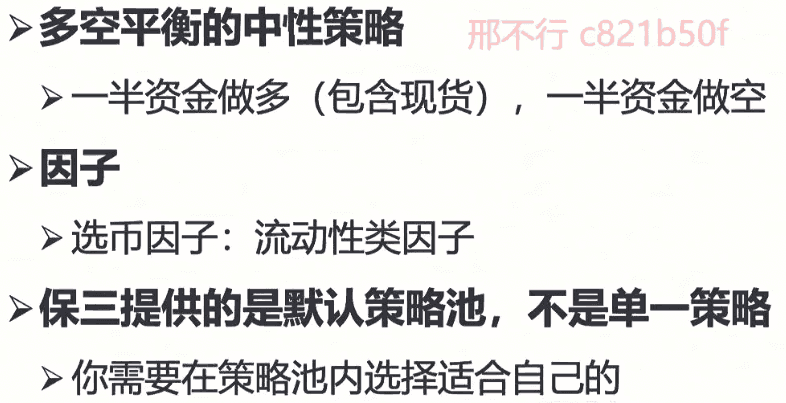 ➢多空平衡的中性策略
邢不行 c821b50f
➢一半资金做多（包含现货），一半资金做空
➢因子
➢选币因子：流动性类因子
➢保三提供的是默认策略池，不是单一策略
➢你需要在策略池内选择适合自己的